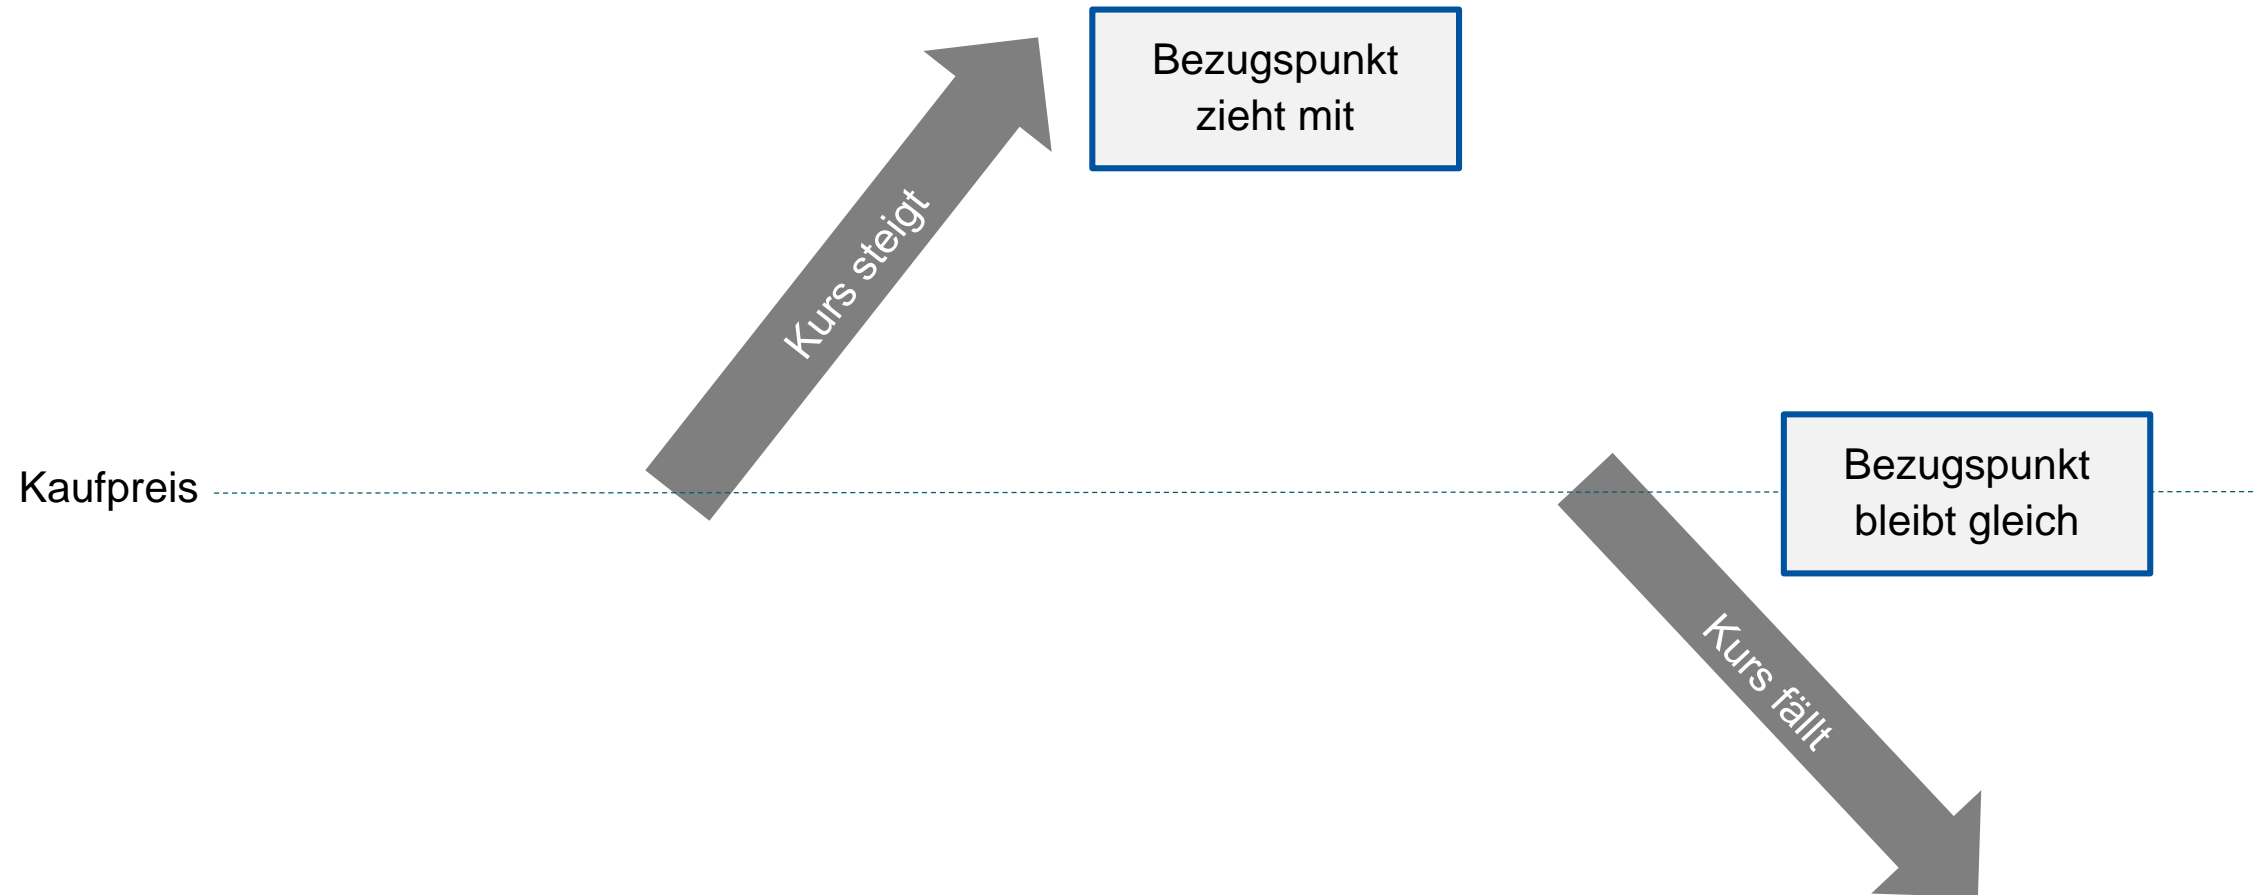 Bezugspunkt
zieht mit
Kurs steigt
Kaufpreis
Bezugspunkt
bleibt gleich
Kurs fällt